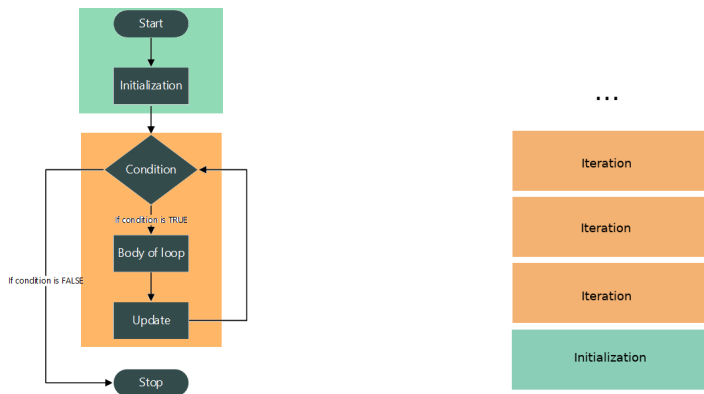 Start
Initialization
Condition
If condition is TRUE
Body of loop
If condition is FALSE
Update
Stop
...
Iteration
Iteration
Iteration
Initialization